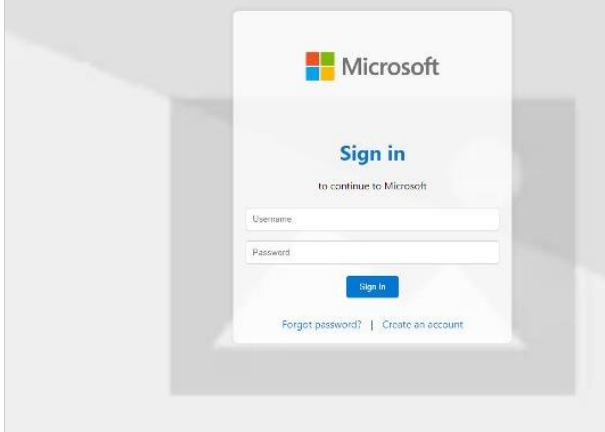 Microsoft
Sign in
to continue to Microsoft
Username
Password
Sign In
Forgot password? | Create an account